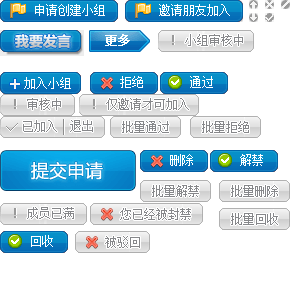 申请创建小组 邀请朋友加入
我要发言 更多 ! 小组审核中
+加入小组 拒绝 通过
! 审核中 ! 仅邀请才可加入
已加入|退出 批量通过 批量拒绝
提交申请 删除 解禁
批量解禁 批量删除
! 成员已满 您已经被封禁 批量回收
回收 被驳回